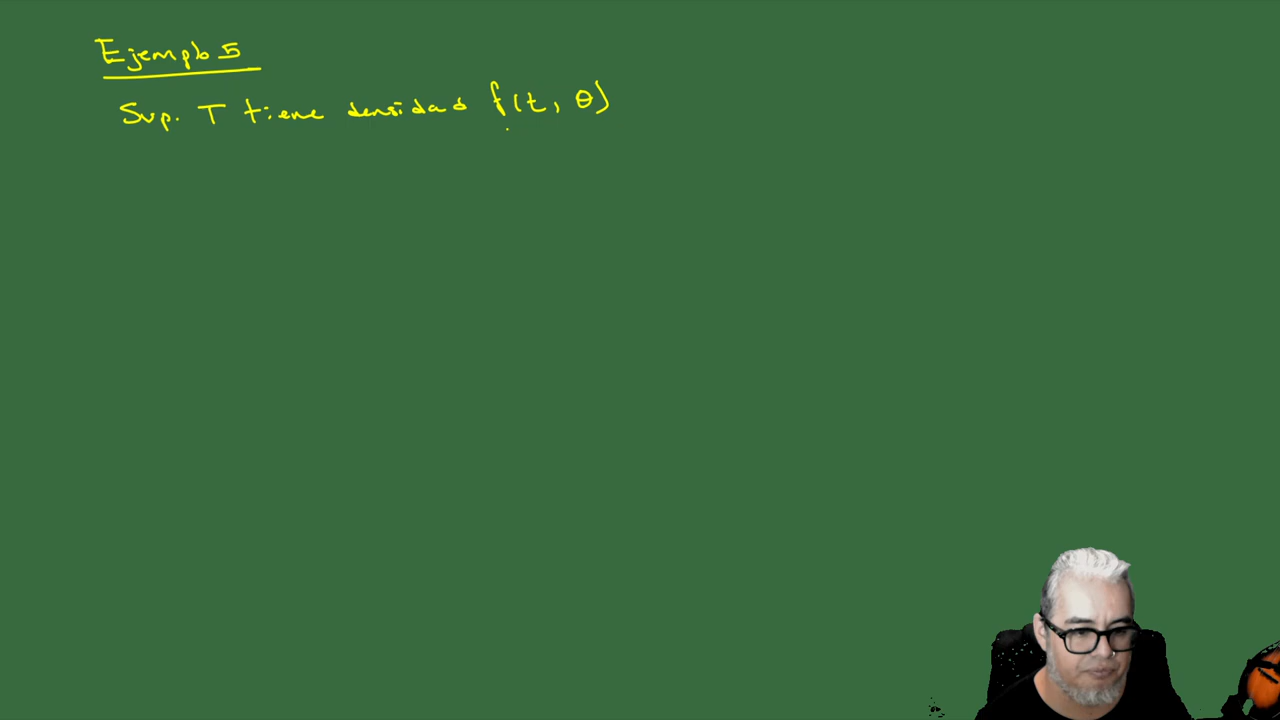 Ejemplo 5
Sup. T tiene densidad f(t, θ)